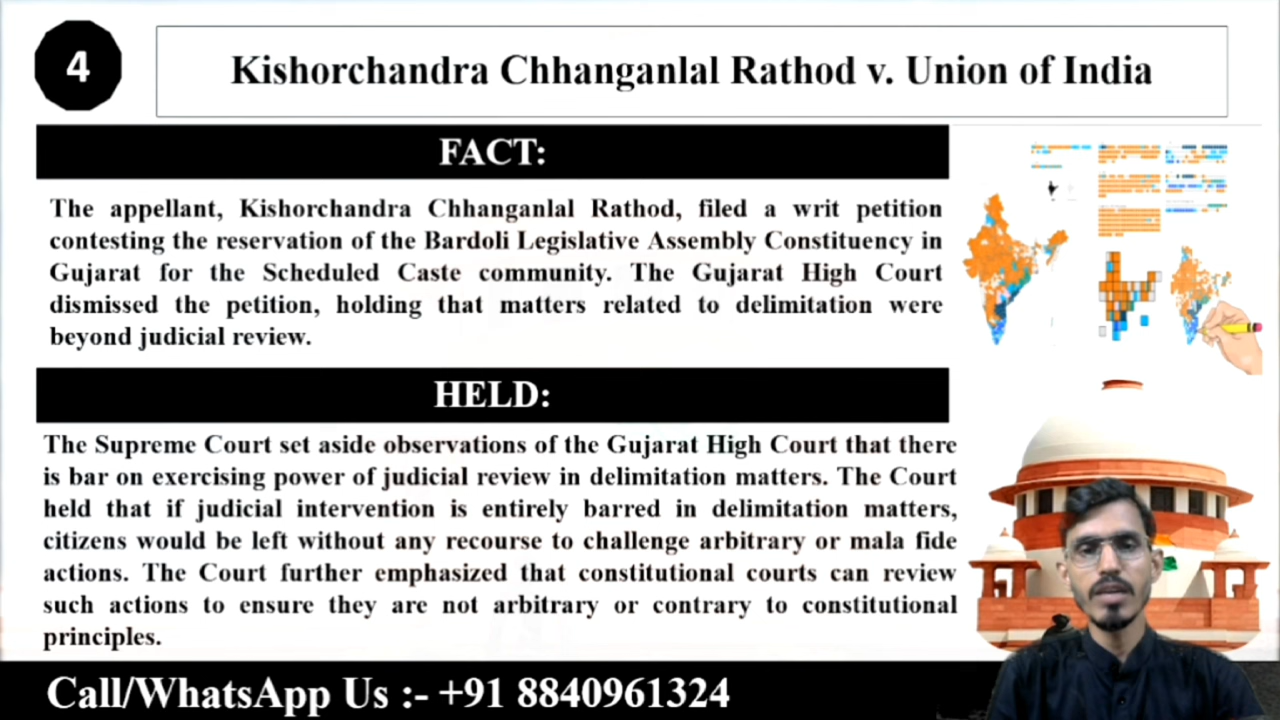 4
Kishorchandra Chhanganlal Rathod v. Union of India
FACT:
The appellant, Kishorchandra Chhanganlal Rathod, filed a writ petition
contesting the reservation of the Bardoli Legislative Assembly Constituency in
Gujarat for the Scheduled Caste community. The Gujarat High Court
dismissed the petition, holding that matters related to delimitation were
beyond judicial review.
HELD:
The Supreme Court set aside observations of the Gujarat High Court that there
is bar on exercising power of judicial review in delimitation matters. The Court
held that if judicial intervention is entirely barred in delimitation matters,
citizens would be left without any recourse to challenge arbitrary or mala fide
actions. The Court further emphasized that constitutional courts can review
such actions to ensure they are not arbitrary or contrary to constitutional
principles.
Call/WhatsApp Us :- +91 8840961324